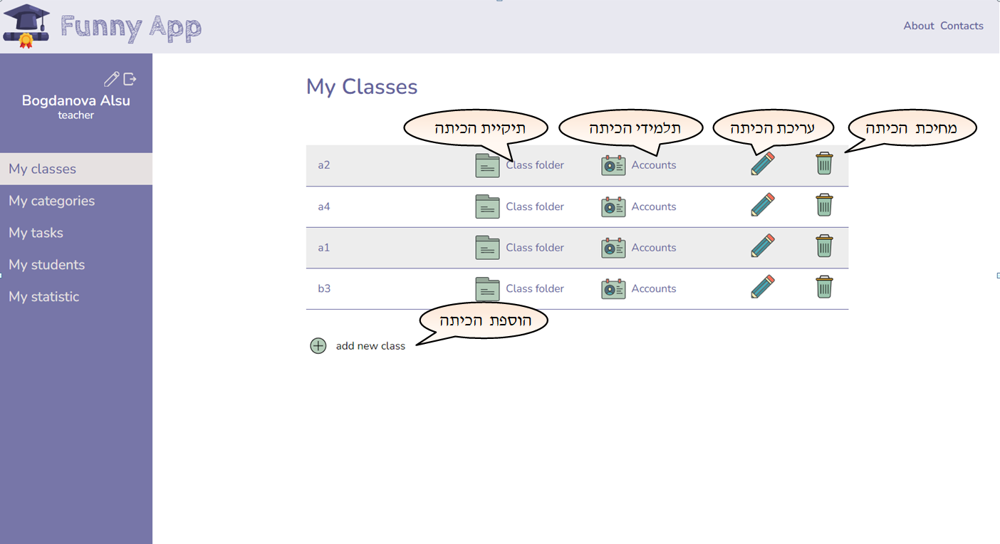 Funny App
About Contacts
Bogdanova Alsu
teacher
My classes
My categories
My tasks
My students
My statistic
My Classes
תיקיית הכיתה
תלמידי הכיתה
עריכת הכיתה
מחיכת הכיתה
a2 Class folder Accounts
a4 Class folder Accounts
a1 Class folder Accounts
b3 Class folder Accounts
הוספת הכיתה
add new class